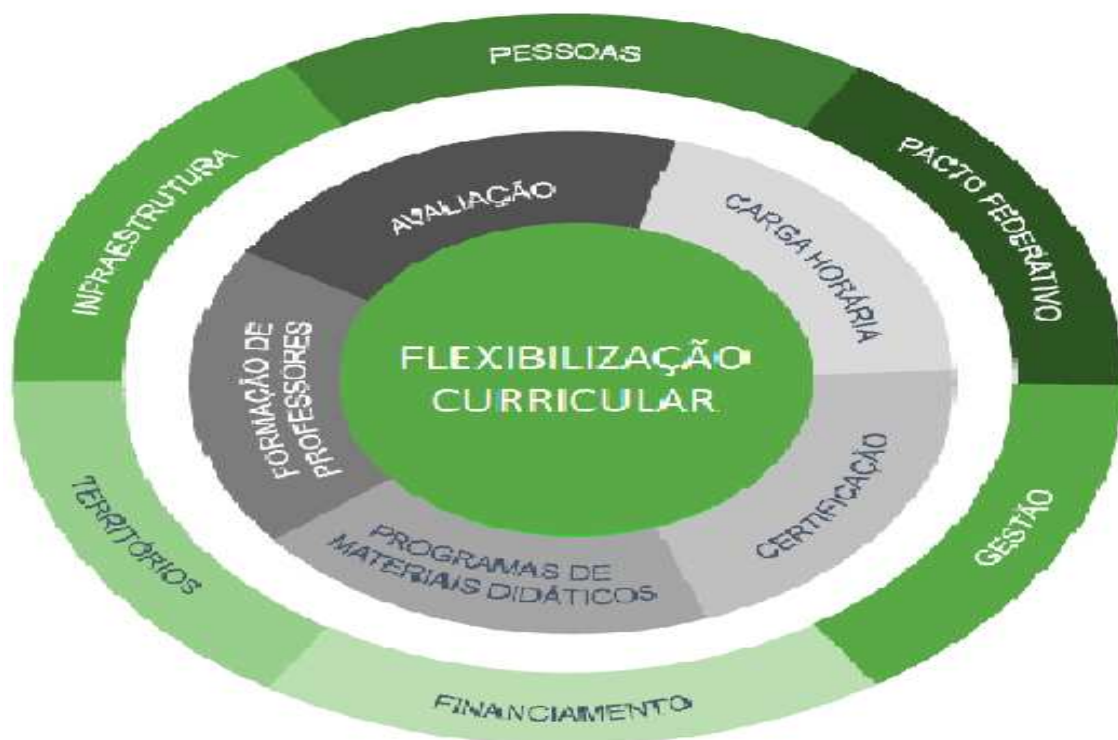 PESSOAS
INFRAESTRUTURA
PACTO FEDERATIVO
AVALIAÇÃO
CARGA HORÁRIA
FLEXIBILIZAÇÃO
CURRICULAR
FORMAÇÃO DE
PROFESSORES
CERTIFICAÇÃO
PROGRAMAS DE
MATERIAIS DIDÁTICOS
TERRITÓRIOS
GESTÃO
FINANCIAMENTO